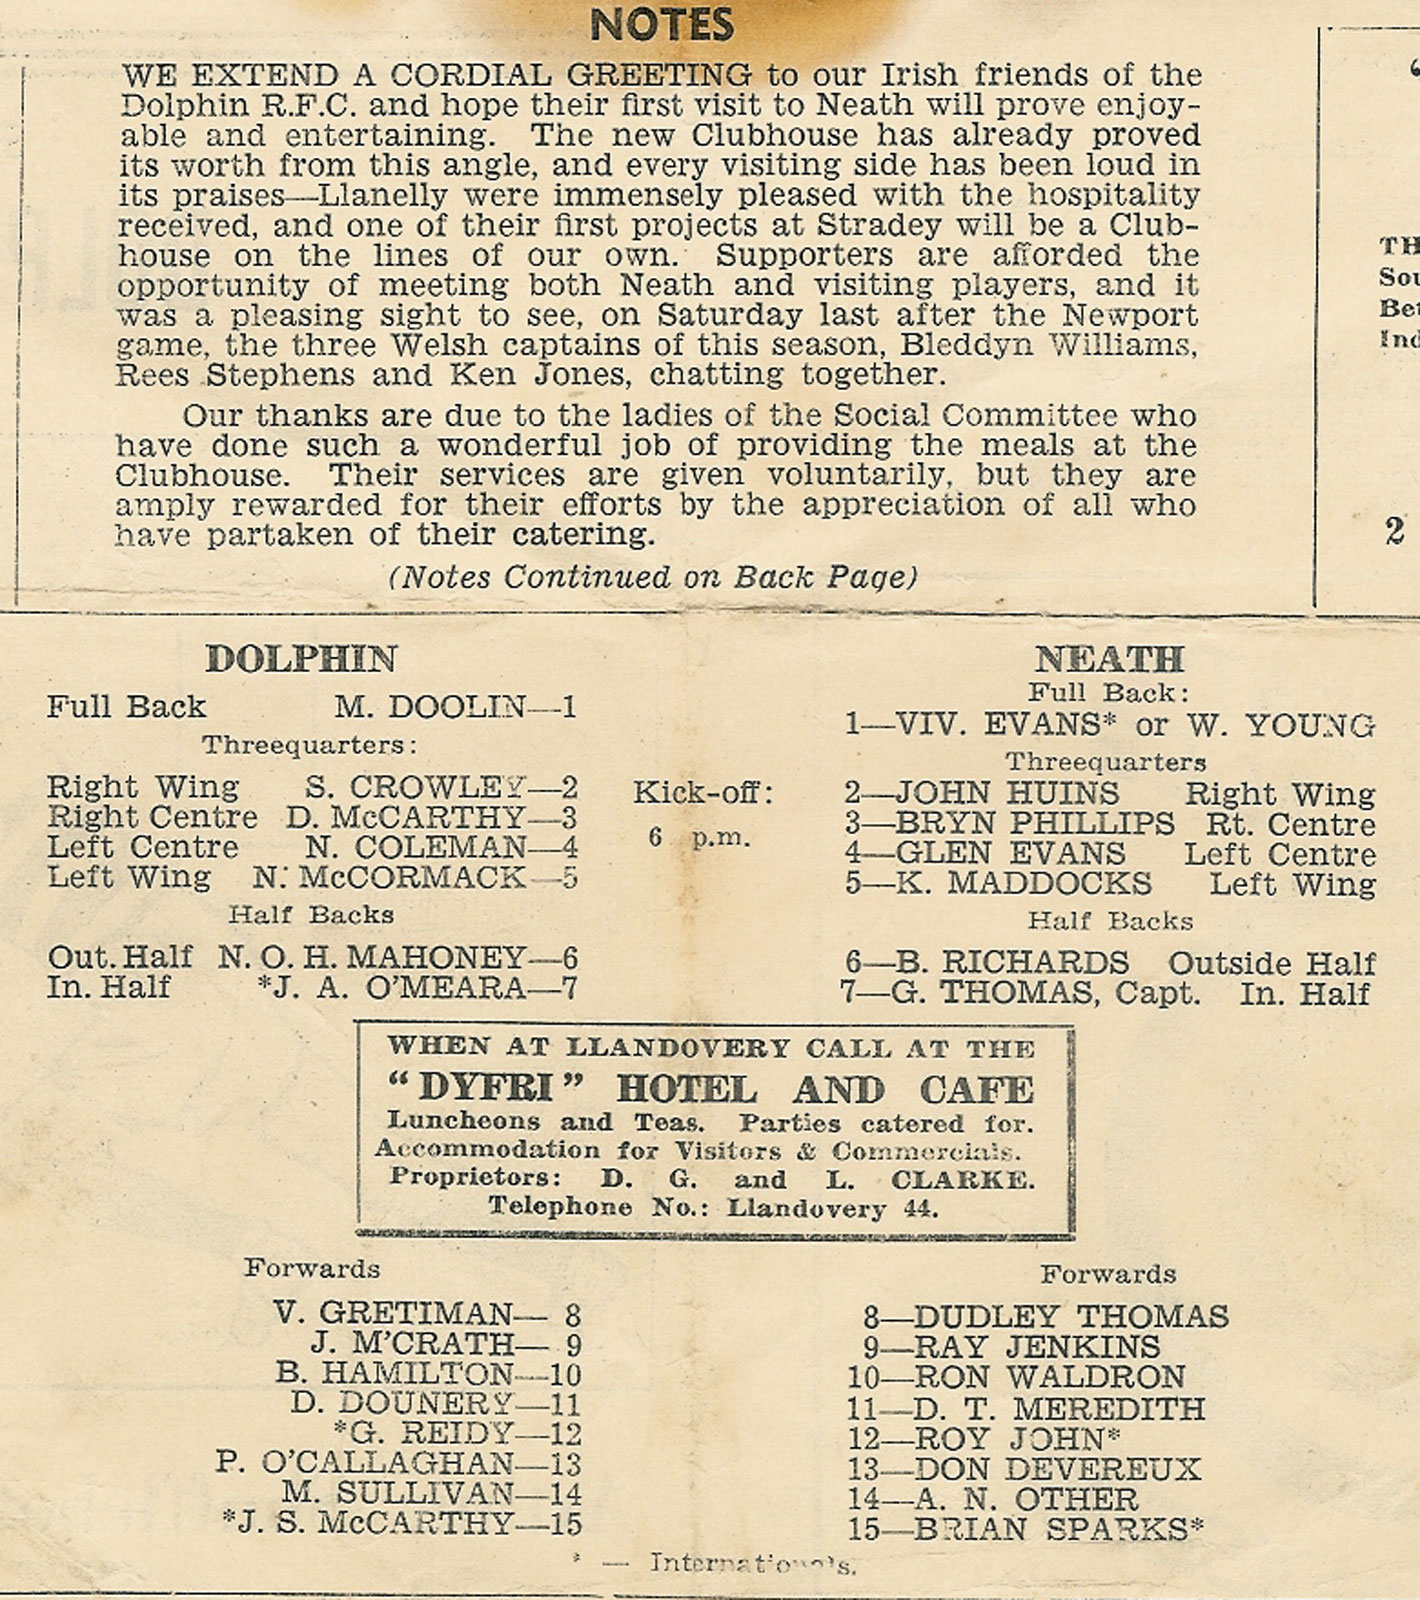 NOTES
WE EXTEND A CORDIAL GREETING to our Irish friends of the
Dolphin R.F.C. and hope their first visit to Neath will prove enjoy-
able and entertaining. The new Clubhouse has already proved
its worth from this angle, and every visiting side has been loud in
its praises—Llanelly were immensely pleased with the hospitality
received, and one of their first projects at Stradey will be a Club-
house on the lines of our own. Supporters are afforded the
opportunity of meeting both Neath and visiting players, and it
was a pleasing sight to see, on Saturday last after the Newport
game, the three Welsh captains of this season, Bleddyn Williams,
Rees Stephens and Ken Jones, chatting together.
Our thanks are due to the ladies of the Social Committee who
have done such a wonderful job of providing the meals at the
Clubhouse. Their services are given voluntarily, but they are
amply rewarded for their efforts by the appreciation of all who
have partaken of their catering.
(Notes Continued on Back Page)
2
DOLPHIN
Full Back M. DOOLIN—1
Threequarters:
Right Wing S. CROWLEY—2
Right Centre D. McCARTHY—3
Left Centre N. COLEMAN—4
Left Wing N. McCORMACK—5
Half Backs
Out. Half N. O. H. MAHONEY—6
In. Half *J. A. O'MEARA—7
Kick-off:
6 p.m.
NEATH
Full Back:
1—VIV. EVANS* or W. YOUNG
Threequarters
2—JOHN HUINS Right Wing
3—BRYN PHILLIPS Rt. Centre
4—GLEN EVANS Left Centre
5—K. MADDOCKS Left Wing
Half Backs
6—B. RICHARDS Outside Half
7—G. THOMAS, Capt. In. Half
WHEN AT LLANDOVERY CALL AT THE
"DYFRI" HOTEL AND CAFE
Luncheons and Teas. Parties catered for.
Accommodation for Visitors & Commercials.
Proprietors: D. G. and L. CLARKE.
Telephone No.: Llandovery 44.
Forwards
V. GRETIMAN— 8
J. M'CRATH— 9
B. HAMILTON—10
D. DOUNERY—11
*G. REIDY—12
P. O'CALLAGHAN—13
M. SULLIVAN—14
*J. S. McCARTHY—15
Forwards
8—DUDLEY THOMAS
9—RAY JENKINS
10—RON WALDRON
11—D. T. MEREDITH
12—ROY JOHN*
13—DON DEVEREUX
14—A. N. OTHER
15—BRIAN SPARKS*
* — Internationals.